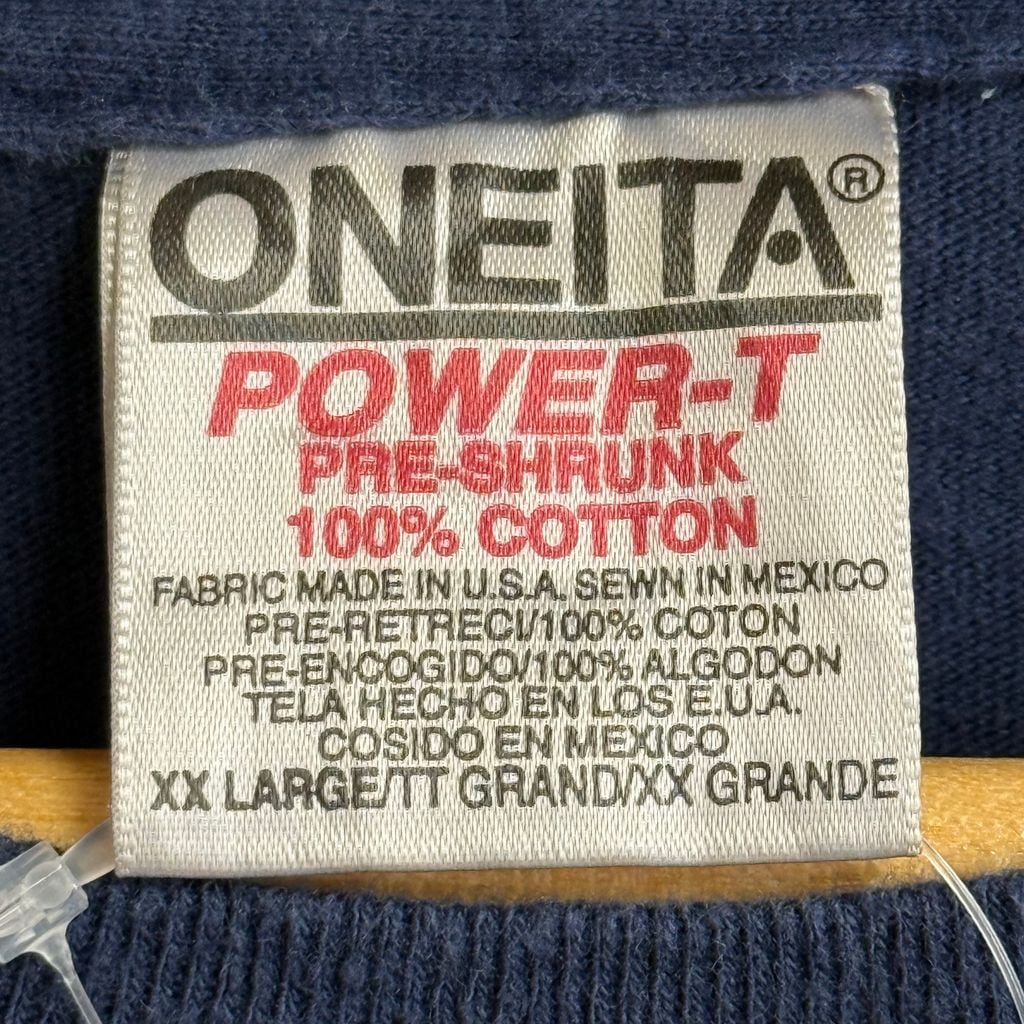 ONEITA®
POWER-T
PRE-SHRUNK
100% COTTON
FABRIC MADE IN U.S.A. SEWN IN MEXICO
PRE-RETRECI/100% COTON
PRE-ENCOGIDO/100% ALGODON
TELA HECHO EN LOS E.U.A.
COSIDO EN MEXICO
XX LARGE/TT GRAND/XX GRANDE